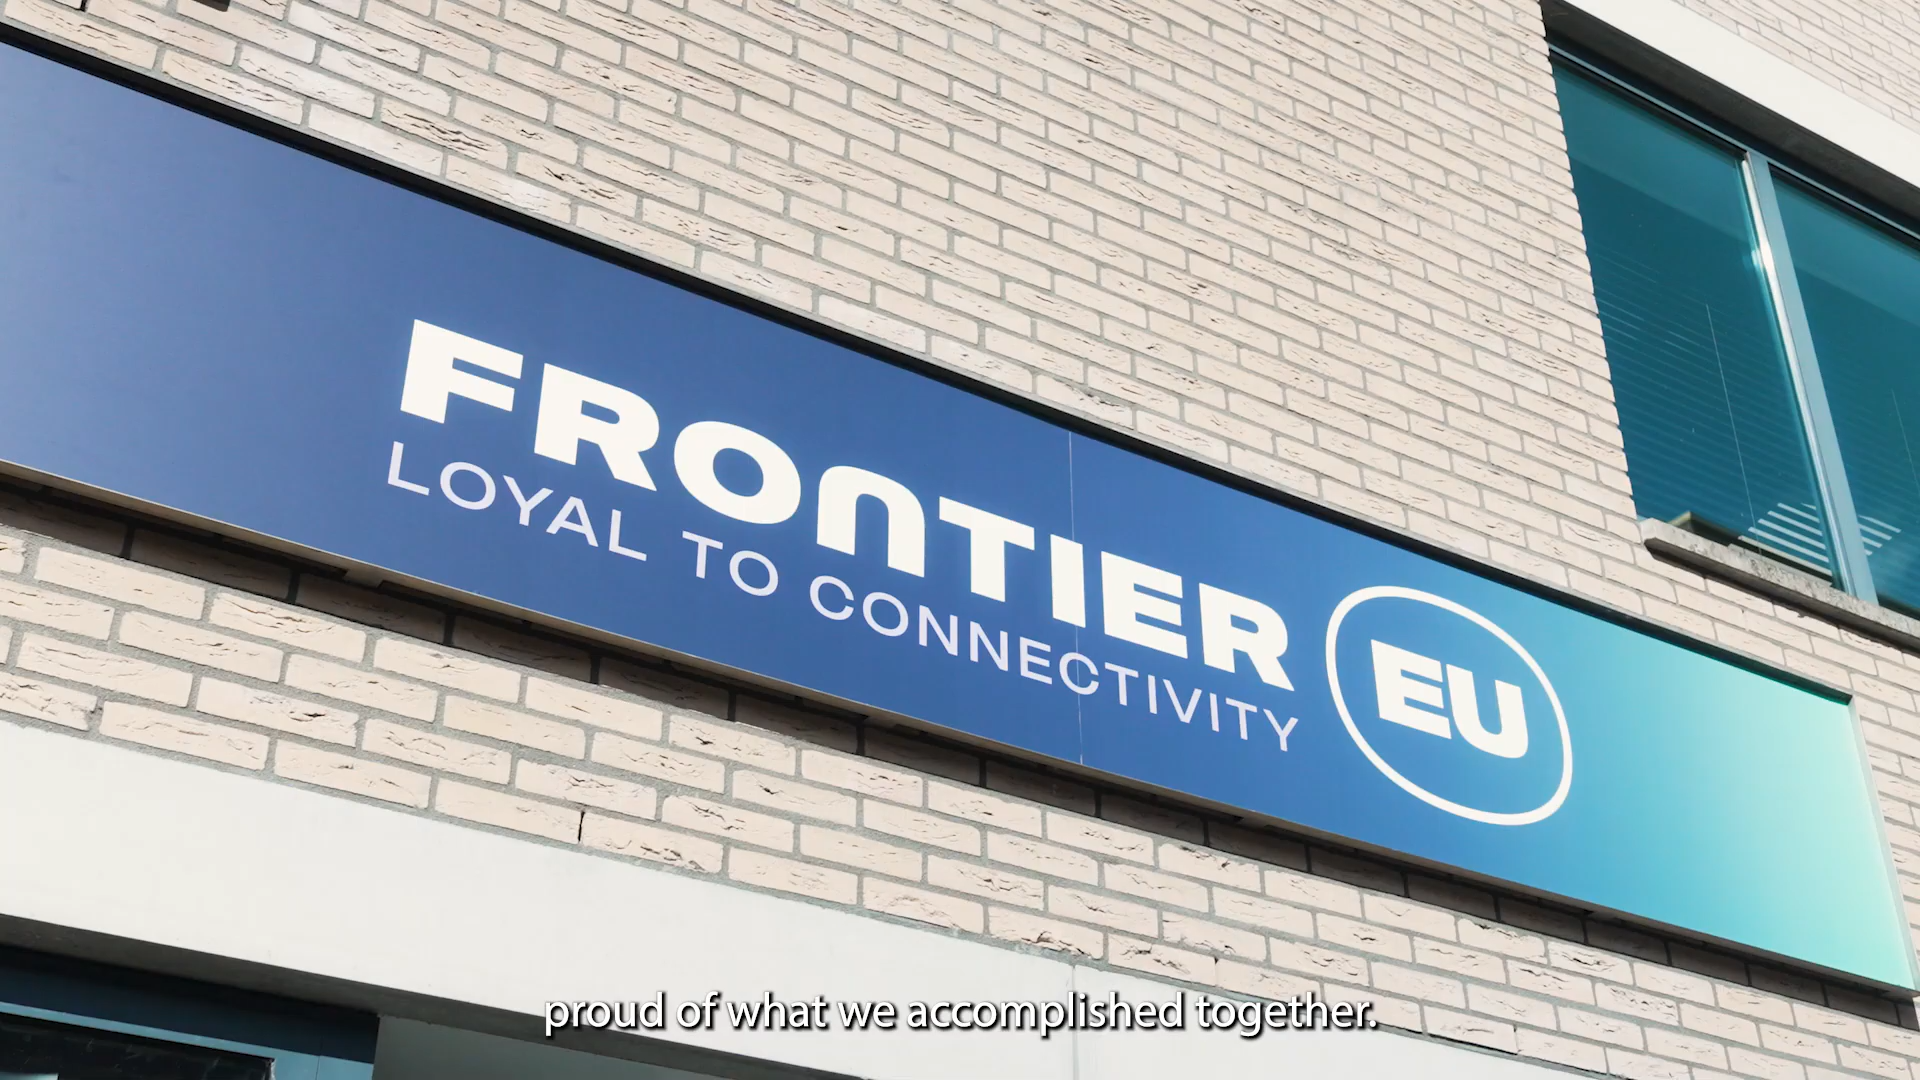 FRONTIER
LOYAL TO CONNECTIVITY
EU
proud of what we accomplished together.